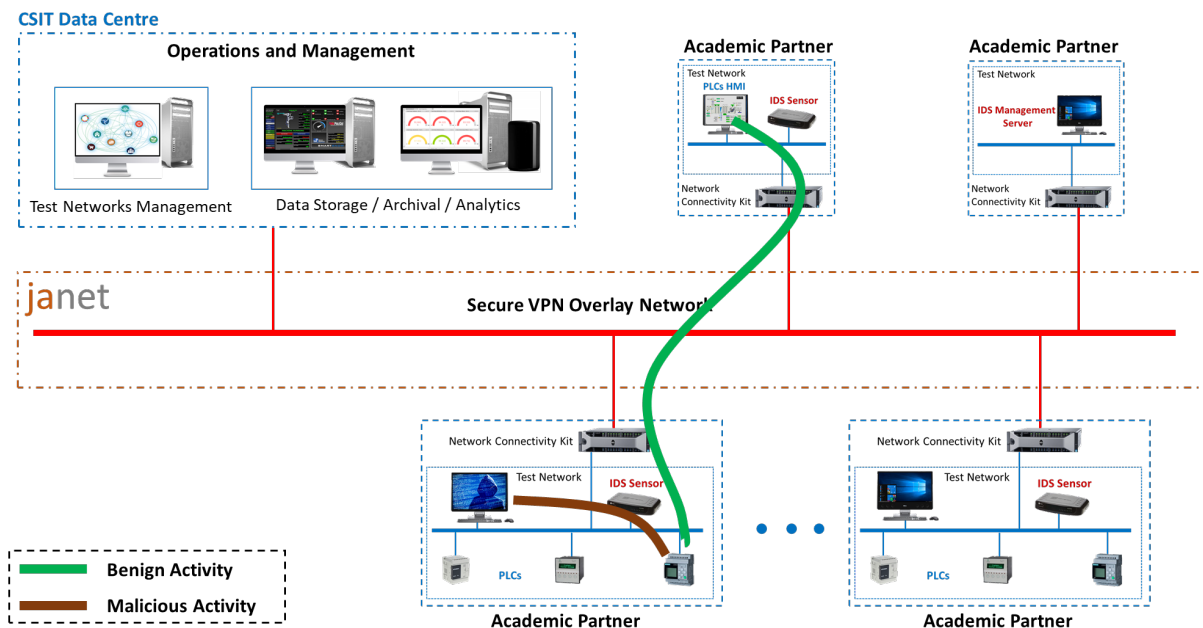 CSIT Data Centre
Operations and Management
Test Networks Management
Data Storage / Archival / Analytics
Academic Partner
Test Network
PLCs HMI
IDS Sensor
Network
Connectivity Kit
Academic Partner
Test Network
IDS Management
Server
Network
Connectivity Kit
janet
Secure VPN Overlay Network
Network Connectivity Kit
Test Network
IDS Sensor
PLCs
Academic Partner
Network Connectivity Kit
Test Network
IDS Sensor
PLCs
Academic Partner
Benign Activity
Malicious Activity